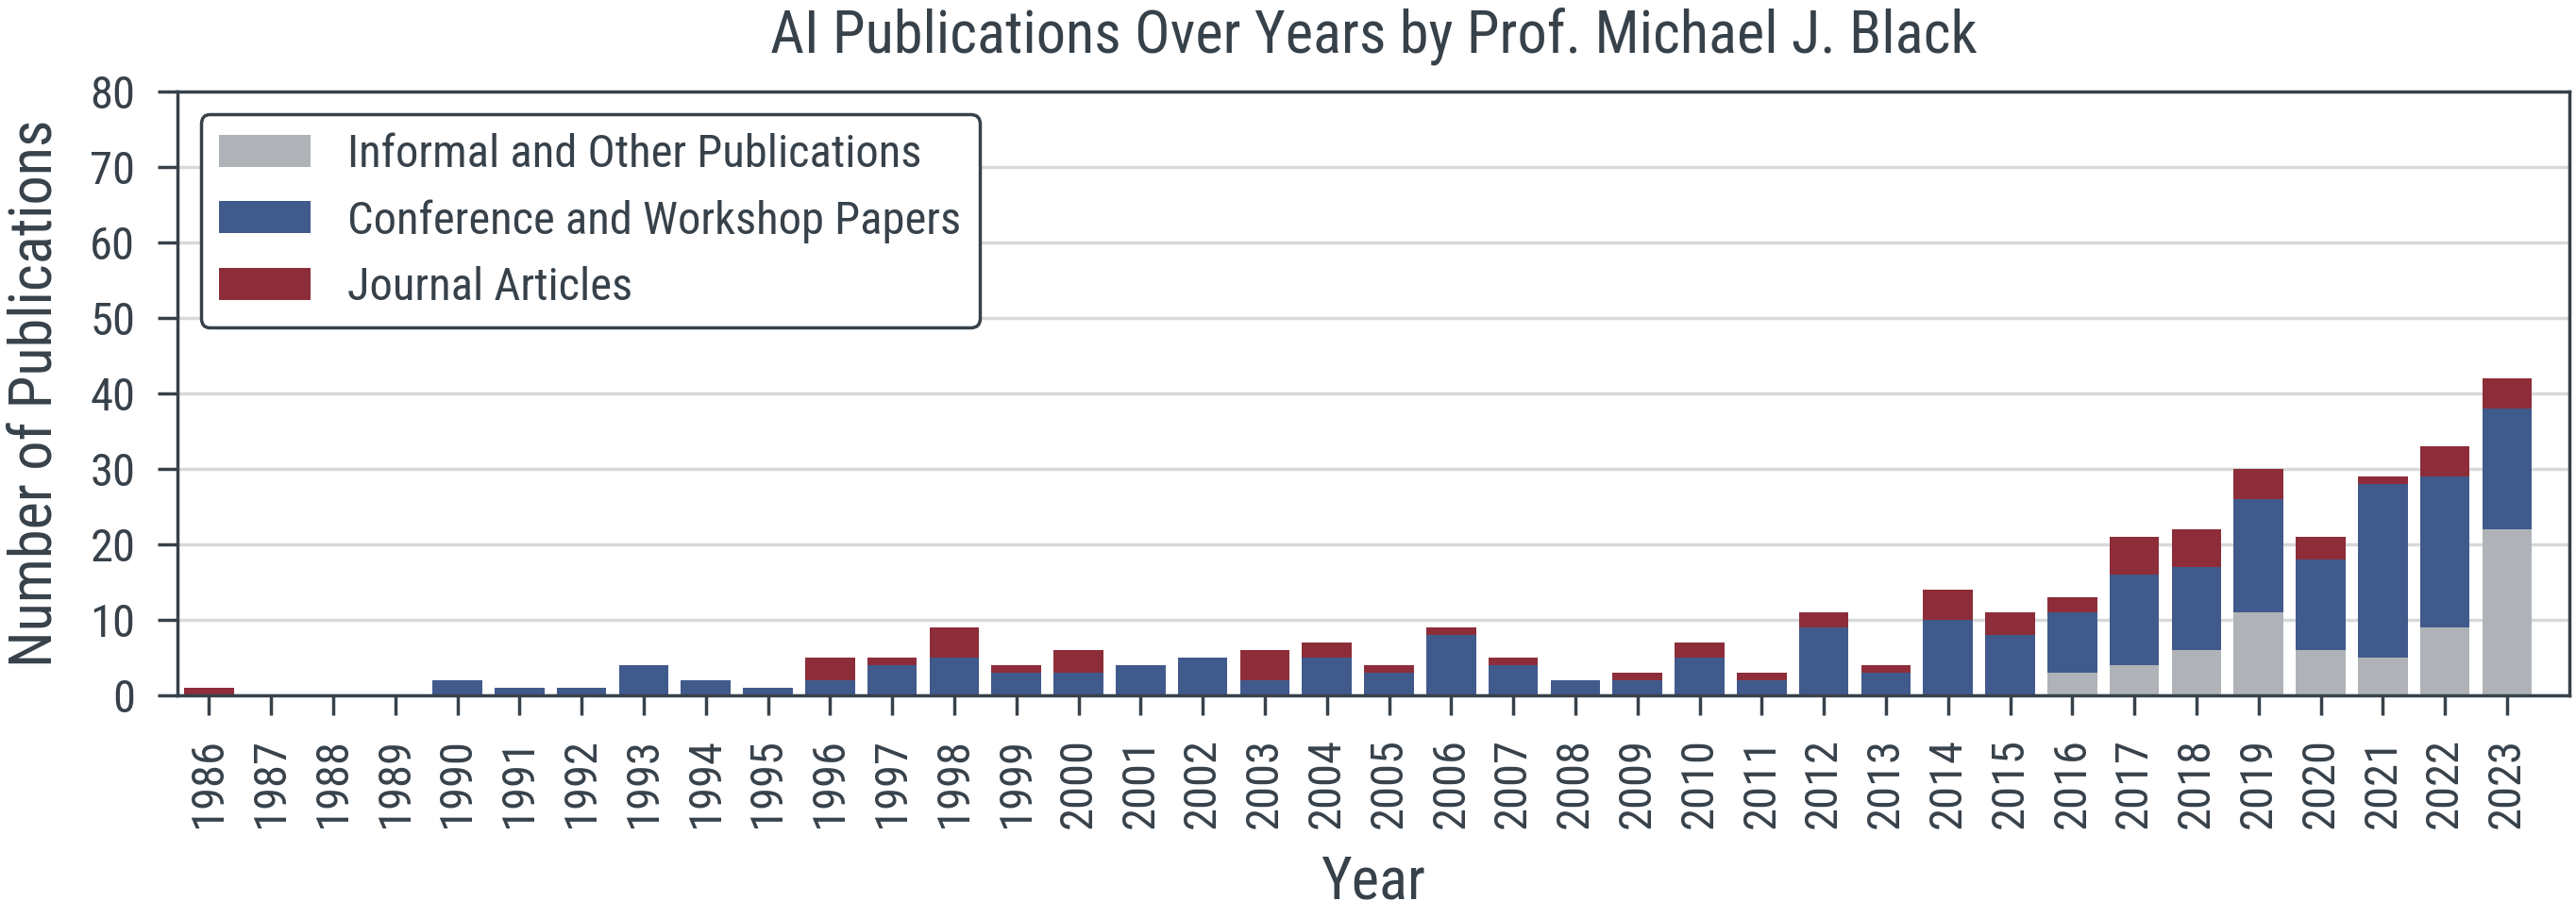 AI Publications Over Years by Prof. Michael J. Black
Number of Publications
80
70
60
50
40
30
20
10
0
Informal and Other Publications
Conference and Workshop Papers
Journal Articles
1986 1987 1988 1989 1990 1991 1992 1993 1994 1995 1996 1997 1998 1999 2000 2001 2002 2003 2004 2005 2006 2007 2008 2009 2010 2011 2012 2013 2014 2015 2016 2017 2018 2019 2020 2021 2022 2023
Year